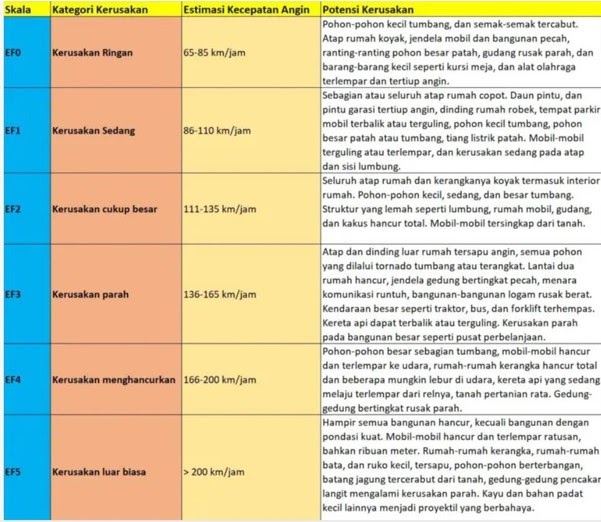 Skala Kategori Kerusakan Estimasi Kecepatan Angin Potensi Kerusakan
EF0 Kerusakan Ringan 65-85 km/jam
Pohon-pohon kecil tumbang, dan semak-semak tercabut.
Atap rumah koyak, jendela mobil dan bangunan pecah,
ranting-ranting pohon besar patah, gudang rusak parah, dan
barang-barang kecil seperti kursi meja, dan alat olahraga
terlempar dan tertiup angin.
EF1 Kerusakan Sedang 86-110 km/jam
Sebagian atau seluruh atap rumah copot. Daun pintu, dan
pintu garasi tertiup angin, dinding rumah robek, tempat parkir
mobil terbalik atau terguling, pohon kecil tumbang, pohon
besar patah atau tumbang, tiang listrik patah. Mobil-mobil
terguling atau terlempar, dan kerusakan sedang pada atap
dan sisi lumbung.
EF2 Kerusakan cukup besar 111-135 km/jam
Seluruh atap rumah dan kerangkanya koyak termasuk interior
rumah. Pohon-pohon kecil, sedang, dan besar tumbang.
Struktur yang lemah seperti lumbung, rumah mobil, gudang,
dan kakus hancur total. Mobil-mobil tersingkap dari tanah.
EF3 Kerusakan parah 136-165 km/jam
Atap dan dinding luar rumah tersapu angin, semua pohon
yang dilalui tornado tumbang atau terangkat. Lantai dua
rumah hancur, jendela gedung bertingkat pecah, menara
komunikasi runtuh, bangunan-bangunan logam rusak berat.
Kendaraan besar seperti traktor, bus, dan forklift terhempas.
Kereta api dapat terbalik atau terguling. Kerusakan parah
pada bangunan besar seperti pusat perbelanjaan.
EF4 Kerusakan menghancurkan 166-200 km/jam
Pohon-pohon besar sebagian tumbang, mobil-mobil hancur
dan terlempar ke udara, rumah-rumah kerangka hancur total
dan beberapa mungkin lebur di udara, kereta api yang sedang
melaju terlempar dari relnya, tanah pertanian rata. Gedung-
gedung bertingkat rusak parah.
EF5 Kerusakan luar biasa > 200 km/jam
Hampir semua bangunan hancur, kecuali bangunan dengan
pondasi kuat. Mobil-mobil hancur dan terlempar ratusan,
bahkan ribuan meter. Rumah-rumah kerangka, rumah-rumah
bata, dan ruko kecil, tersapu, pohon-pohon berterbangan,
batang jagung tercerabut dari tanah, gedung-gedung pencakar
langit mengalami kerusakan parah. Kayu dan bahan padat
kecil lainnya menjadi proyektil yang berbahaya.